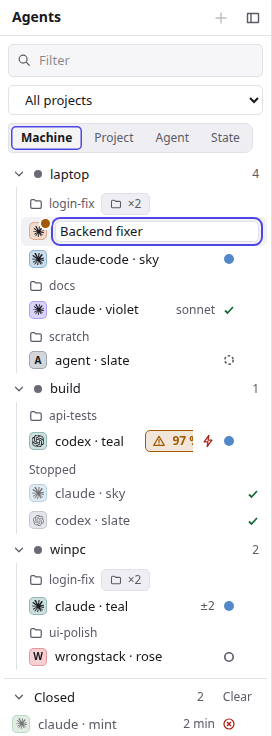 Agents
Filter
All projects
Machine Project Agent State
laptop 4
login-fix ×2
Backend fixer
claude-code · sky
docs
claude · violet sonnet
scratch
A agent · slate
build 1
api-tests
codex · teal 97 %
Stopped
claude · sky
codex · slate
winpc 2
login-fix ×2
claude · teal ±2
ui-polish
W wrongstack · rose
Closed 2 Clear
claude · mint 2 min